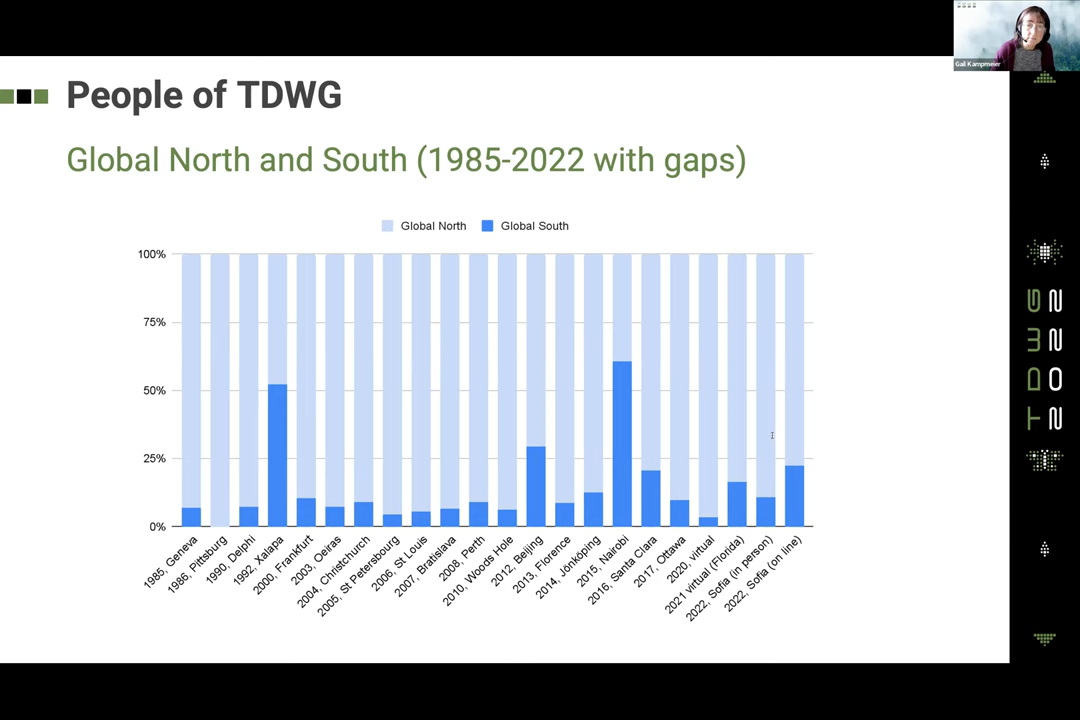 Gail Kampmeier
People of TDWG
Global North and South (1985-2022 with gaps)
Global North
Global South
100%
75%
50%
25%
0%
1985, Geneva
1986, Pittsburg
1990, Delphi
1992, Xalapa
2000, Frankfurt
2003, Oeiras
2004, Christchurch
2005, St Petersbourg
2006, St Louis
2007, Bratislava
2008, Perth
2010, Woods Hole
2012, Beijing
2013, Florence
2014, Jönköping
2015, Nairobi
2016, Santa Clara
2017, Ottawa
2020, virtual
2021 virtual (Florida)
2022, Sofia (in person)
2022, Sofia (on line)
TDWG
2022